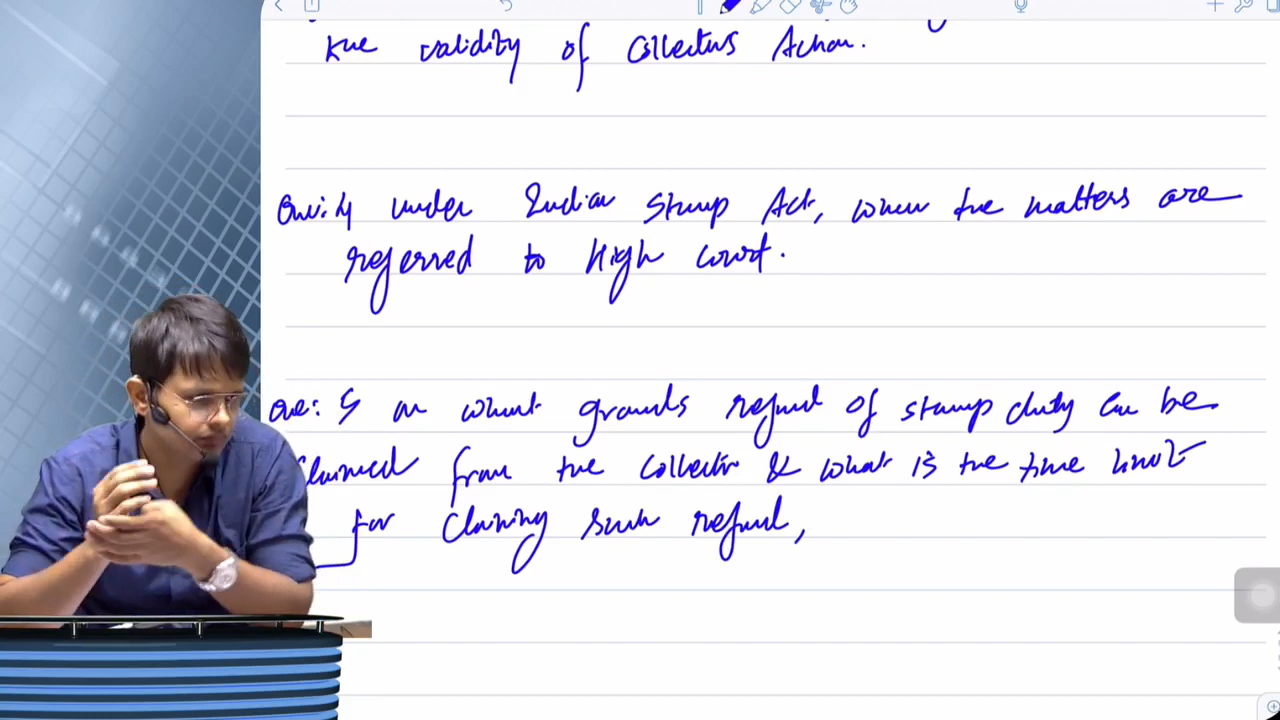 the validity of Collectors Action.
Que: 4 under Indian Stamp Act, when the matters are
referred to High court.
Que: 5 on what grounds refund of stamp duty can be
claimed from the Collector & what is the time limit
for claiming such refund,